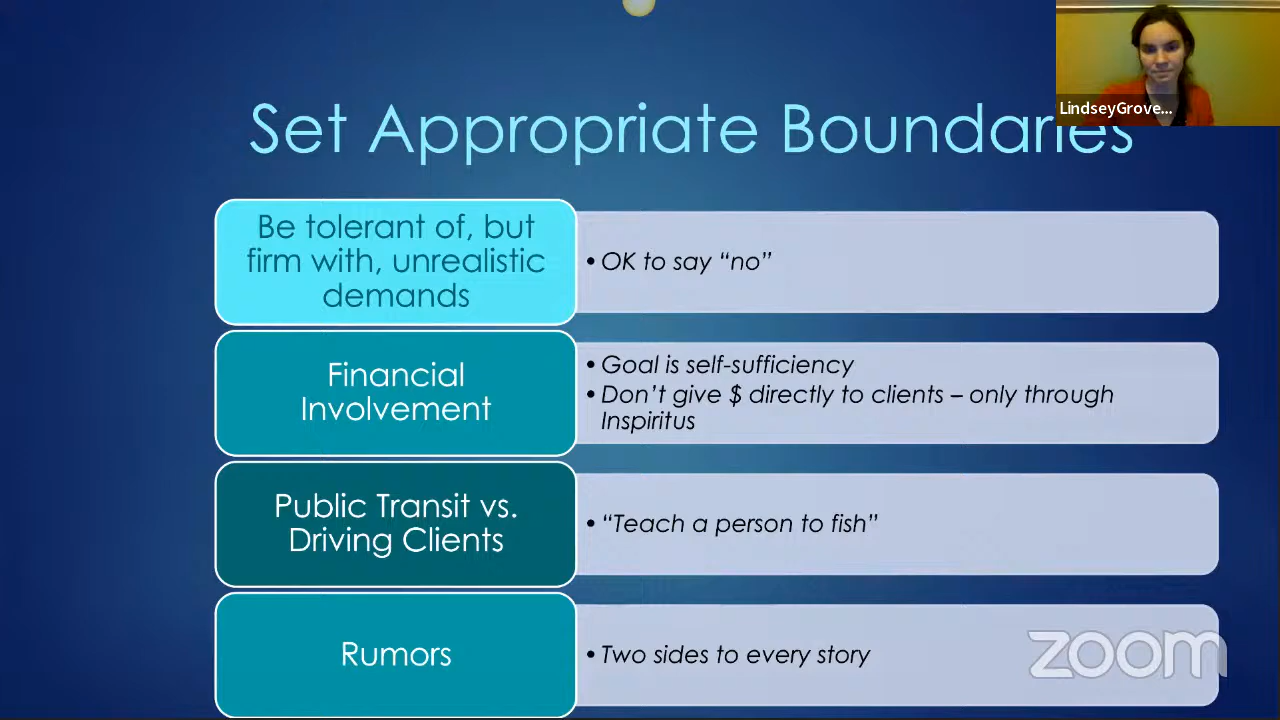 LindseyGrove...
Set Appropriate Boundaries
Be tolerant of, but
firm with, unrealistic
demands
• OK to say “no”
Financial
Involvement
• Goal is self-sufficiency
• Don’t give $ directly to clients – only through
Inspiritus
Public Transit vs.
Driving Clients
• “Teach a person to fish”
Rumors
• Two sides to every story
zoom